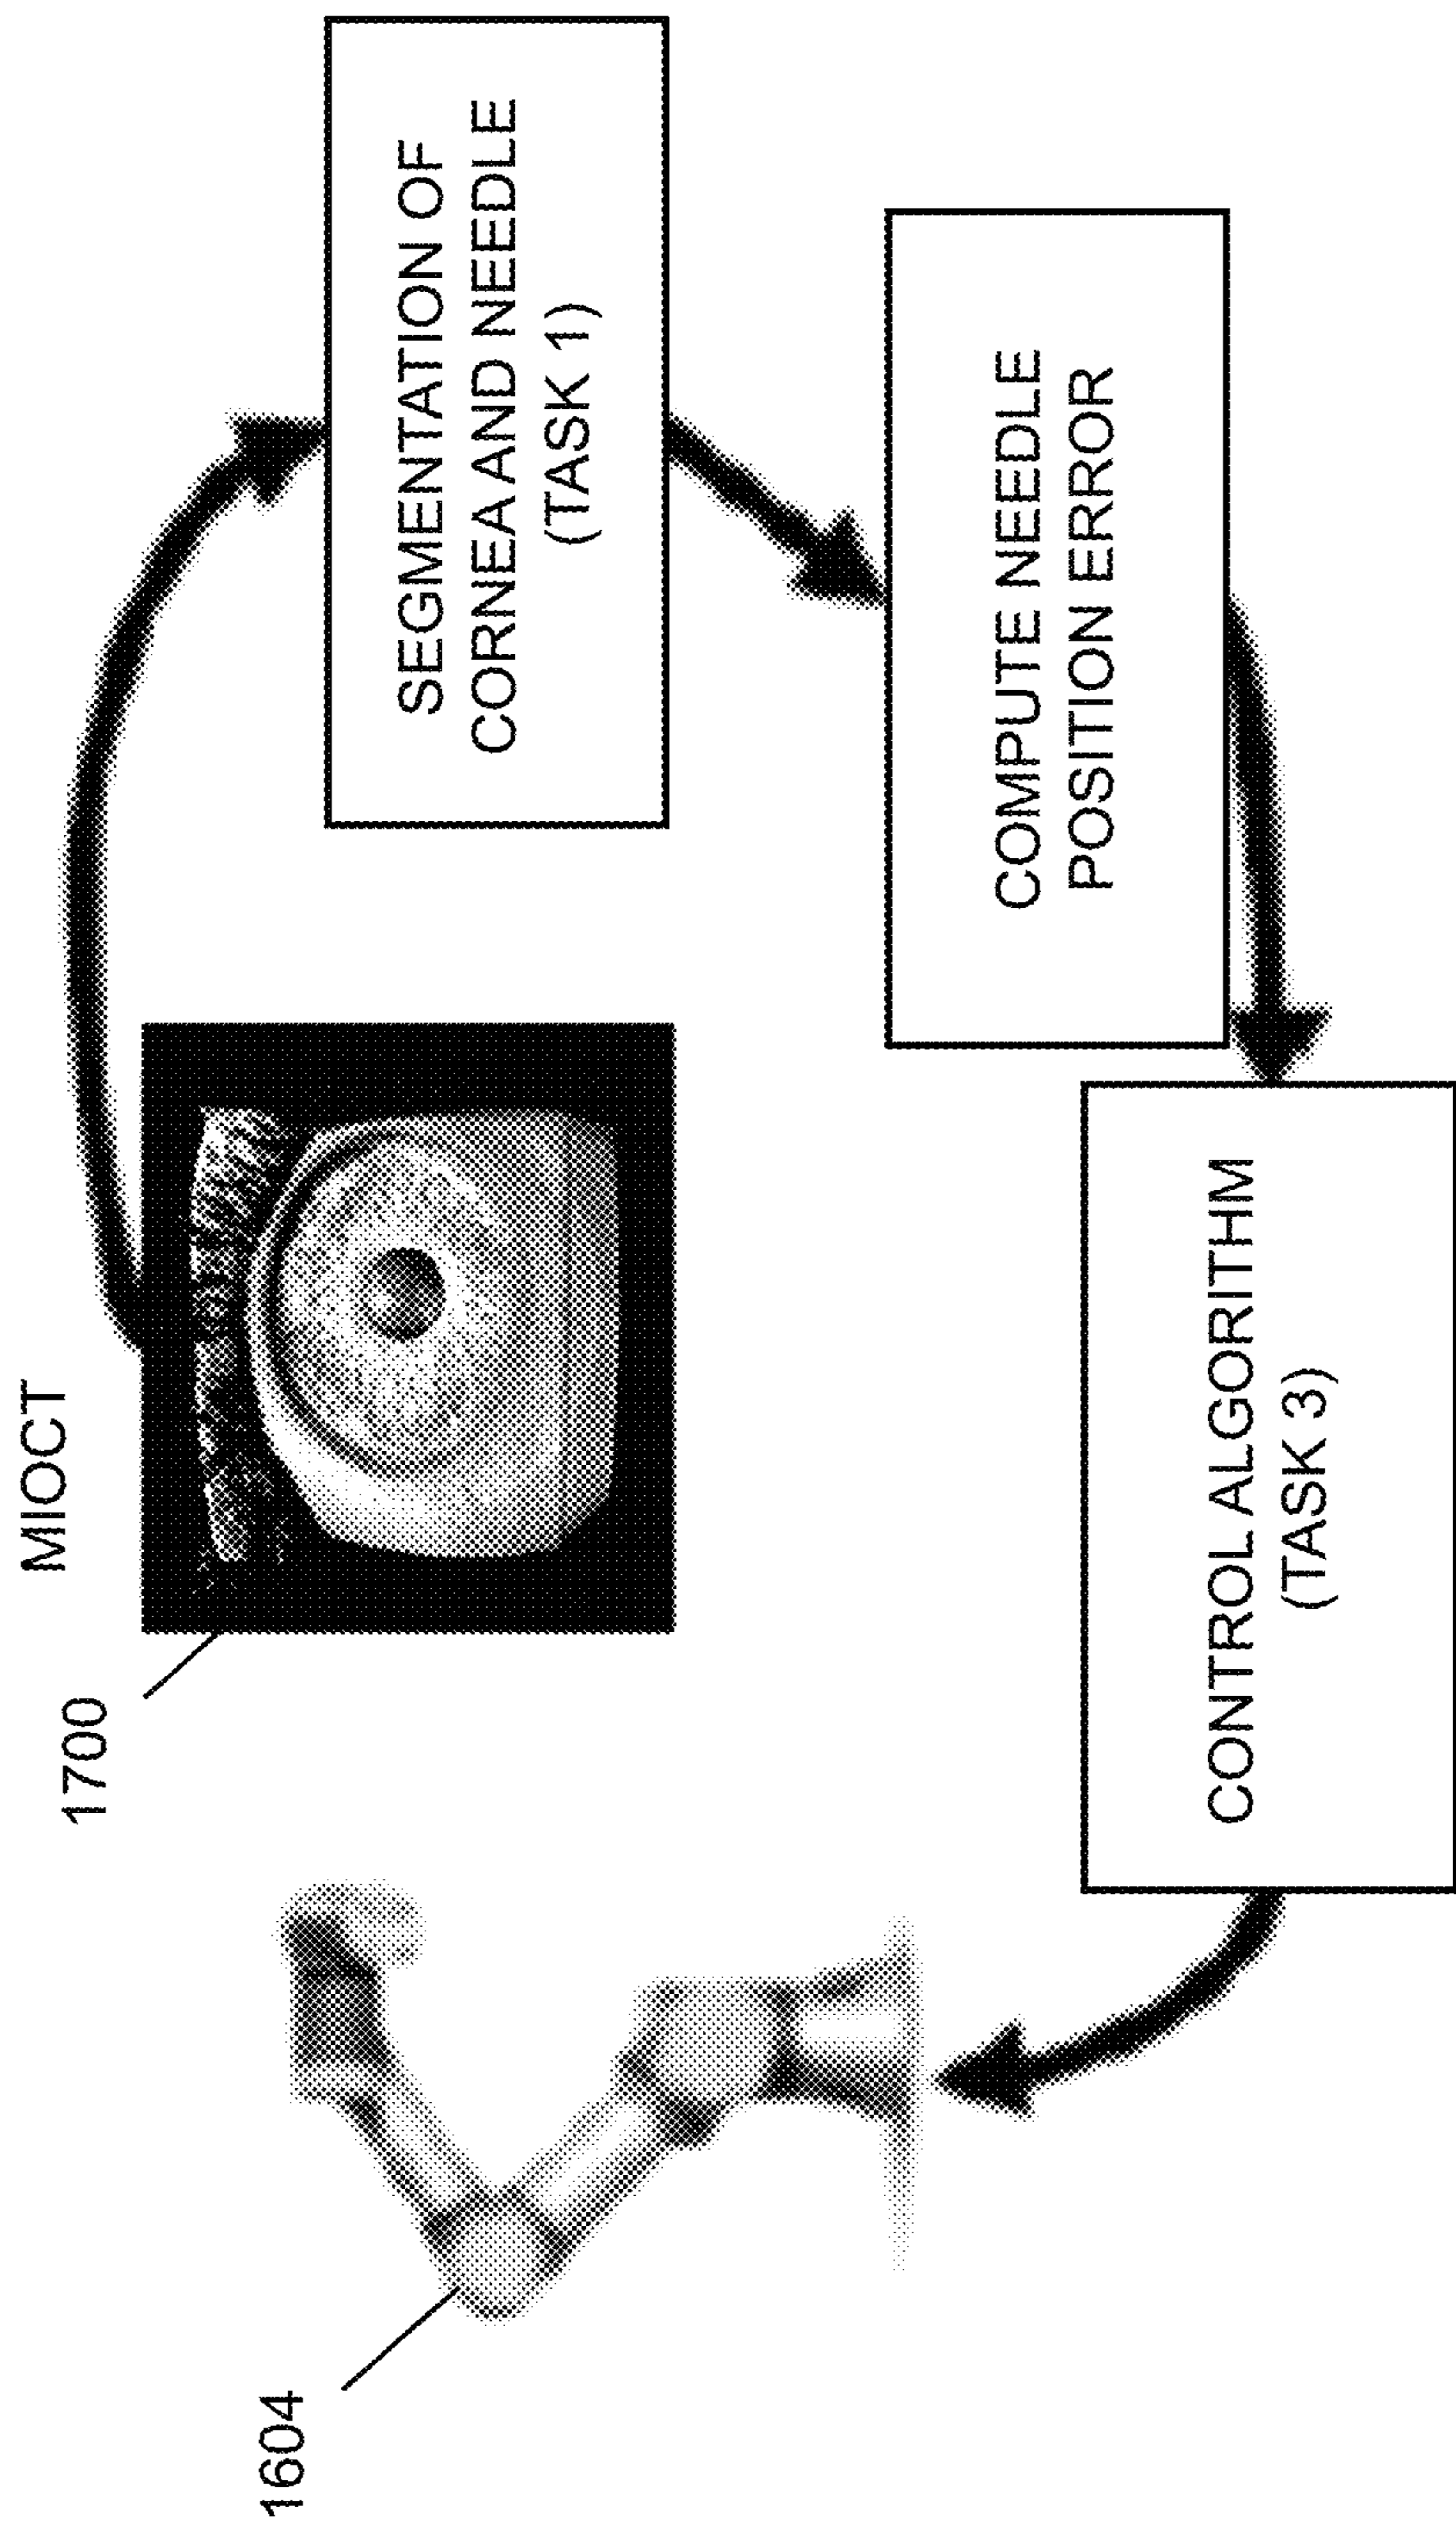 MIOCT
1700
1604
SEGMENTATION OF
CORNEA AND NEEDLE
(TASK 1)
COMPUTE NEEDLE
POSITION ERROR
CONTROL ALGORITHM
(TASK 3)